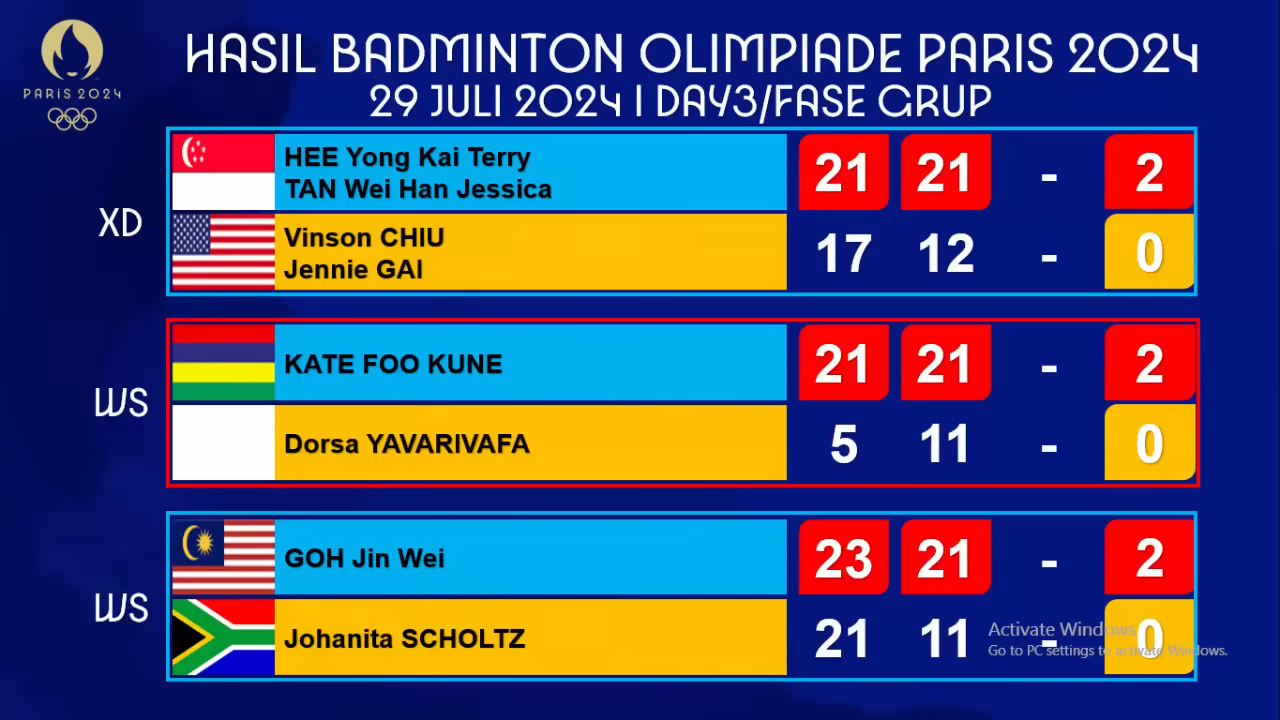 PARIS 2024
HASIL BADMINTON OLIMPIADE PARIS 2024
29 JULI 2024 | DAY3/FASE GRUP
XD
HEE Yong Kai Terry
TAN Wei Han Jessica
21 21 - 2
Vinson CHIU
Jennie GAI
17 12 - 0
WS
KATE FOO KUNE
21 21 - 2
Dorsa YAVARIVAFA
5 11 - 0
WS
GOH Jin Wei
23 21 - 2
Johanita SCHOLTZ
21 11 - 0
Activate Windows
Go to PC settings to activate Windows.